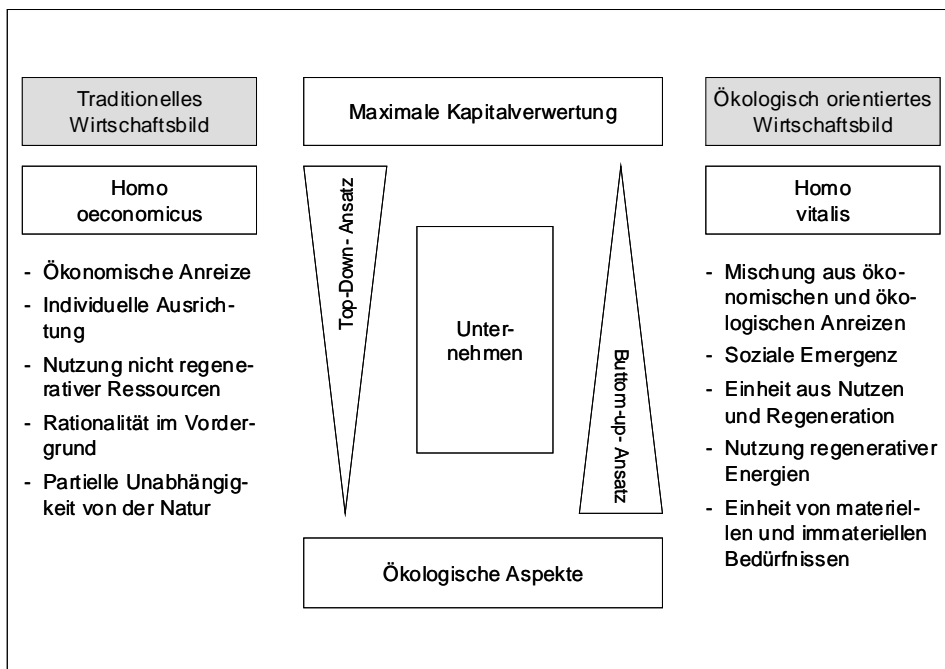 Traditionelles
Wirtschaftsbild
Homo
oeconomicus
- Ökonomische Anreize
- Individuelle Ausrich-
tung
- Nutzung nicht regene-
rativer Ressourcen
- Rationalität im Vorder-
grund
- Partielle Unabhängig-
keit von der Natur
Maximale Kapitalverwertung
Top-Down- Ansatz
Unter-
nehmen
Buttom-up- Ansatz
Ökologische Aspekte
Ökologisch orientiertes
Wirtschaftsbild
Homo
vitalis
- Mischung aus öko-
nomischen und öko-
logischen Anreizen
- Soziale Emergenz
- Einheit aus Nutzen
und Regeneration
- Nutzung regenerativer
Energien
- Einheit von materiel-
len und immateriellen
Bedürfnissen